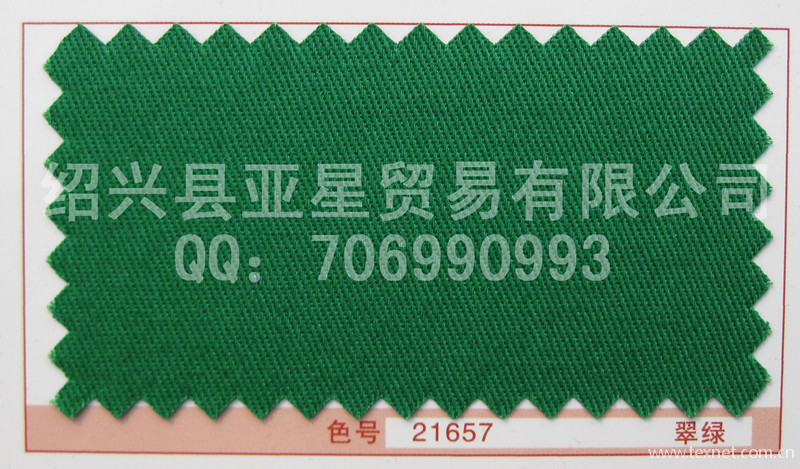 绍兴县亚星贸易有限公司
QQ：706990993
色号 21657 翠绿
www.texnet.com.cn